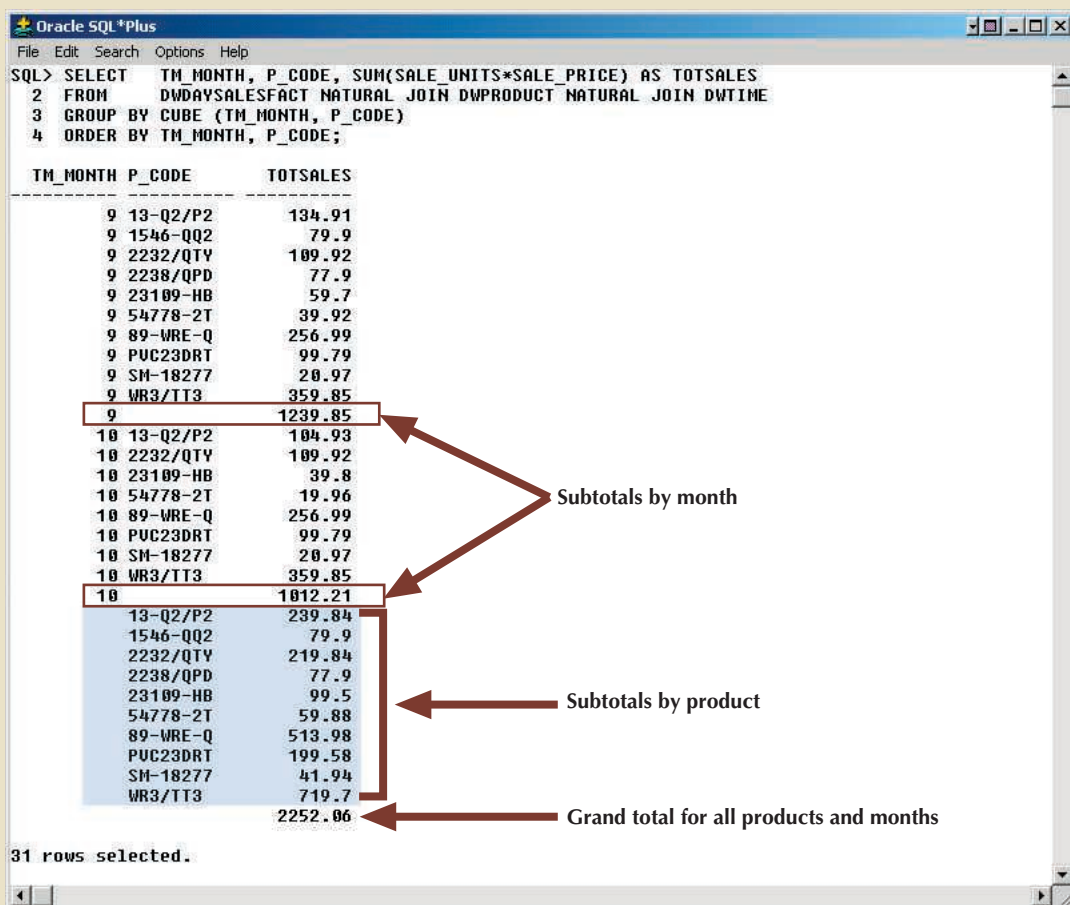 Oracle SQL*Plus
File Edit Search Options Help
SQL> SELECT TM_MONTH, P_CODE, SUM(SALE_UNITS*SALE_PRICE) AS TOTSALES
2 FROM DWDAYSALESFACT NATURAL JOIN DWPRODUCT NATURAL JOIN DWTIME
3 GROUP BY CUBE (TM_MONTH, P_CODE)
4 ORDER BY TM_MONTH, P_CODE;
TM_MONTH P_CODE TOTSALES
---------- ---------- ----------
9 13-Q2/P2 134.91
9 1546-QQ2 79.9
9 2232/QTY 109.92
9 2238/QPD 77.9
9 23109-HB 59.7
9 54778-2T 39.92
9 89-WRE-Q 256.99
9 PVC23DRT 99.79
9 SM-18277 20.97
9 WR3/TT3 359.85
9 1239.85
10 13-Q2/P2 104.93
10 2232/QTY 109.92
10 23109-HB 39.8
10 54778-2T 19.96
Subtotals by month
10 89-WRE-Q 256.99
10 PVC23DRT 99.79
10 SM-18277 20.97
10 WR3/TT3 359.85
10 1012.21
13-Q2/P2 239.84
1546-QQ2 79.9
2232/QTY 219.84
2238/QPD 77.9
23109-HB 99.5
Subtotals by product
54778-2T 59.88
89-WRE-Q 513.98
PVC23DRT 199.58
SM-18277 41.94
WR3/TT3 719.7
2252.06
Grand total for all products and months
31 rows selected.